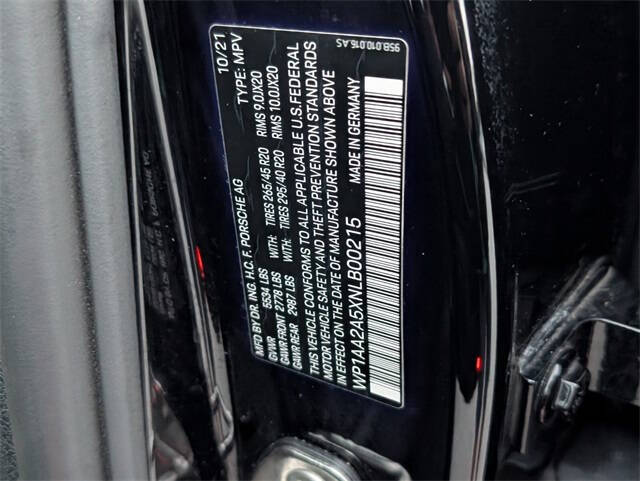 MFD BY DR. ING. H.C. F. PORSCHE AG 10/21
GVWR 5534 LBS TYPE: MPV
GAWR FRONT 2778 LBS WITH: TIRES 265/45 R20 RIMS 9.0JX20
GAWR REAR 2987 LBS WITH: TIRES 295/40 R20 RIMS 10.0JX20
THIS VEHICLE CONFORMS TO ALL APPLICABLE U.S. FEDERAL
MOTOR VEHICLE SAFETY AND THEFT PREVENTION STANDARDS
IN EFFECT ON THE DATE OF MANUFACTURE SHOWN ABOVE
WP1AA2A5XNLB00215 MADE IN GERMANY
95B.010.015.AS